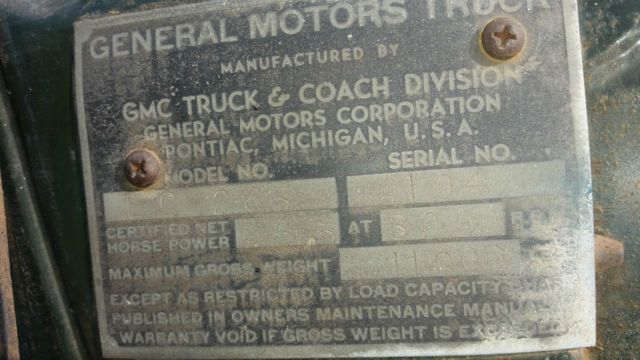 GENERAL MOTORS TRUCK
MANUFACTURED BY
GMC TRUCK & COACH DIVISION
GENERAL MOTORS CORPORATION
PONTIAC, MICHIGAN, U.S.A.
MODEL NO. SERIAL NO.
CERTIFIED NET
HORSE POWER AT
MAXIMUM GROSS WEIGHT
EXCEPT AS RESTRICTED BY LOAD CAPACITY
PUBLISHED IN OWNERS MAINTENANCE MANUAL
WARRANTY VOID IF GROSS WEIGHT IS EXCEEDED